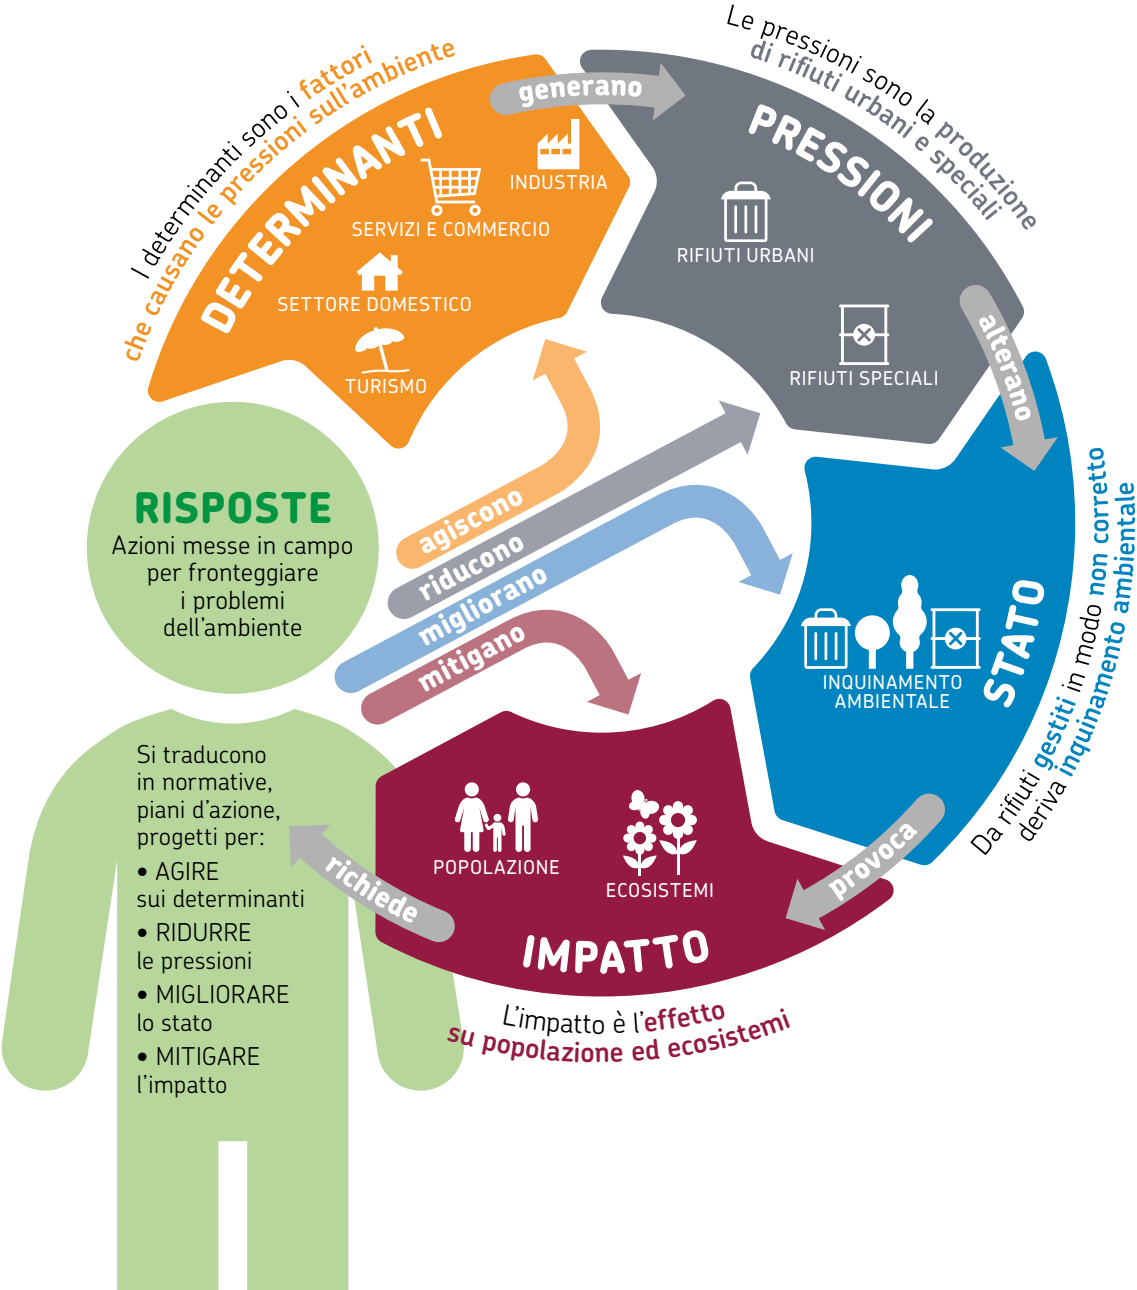 I determinanti sono i fattori
che causano le pressioni sull'ambiente
DETERMINANTI
INDUSTRIA
SERVIZI E COMMERCIO
SETTORE DOMESTICO
TURISMO
generano
Le pressioni sono la produzione
di rifiuti urbani e speciali
PRESSIONI
RIFIUTI URBANI
RIFIUTI SPECIALI
alterano
Da rifiuti gestiti in modo non corretto
deriva inquinamento ambientale
STATO
INQUINAMENTO
AMBIENTALE
provoca
IMPATTO
POPOLAZIONE
ECOSISTEMI
L'impatto è l'effetto
su popolazione ed ecosistemi
richiede
RISPOSTE
Azioni messe in campo
per fronteggiare
i problemi
dell'ambiente
agiscono
riducono
migliorano
mitigano
Si traducono
in normative,
piani d'azione,
progetti per:
• AGIRE
sui determinanti
• RIDURRE
le pressioni
• MIGLIORARE
lo stato
• MITIGARE
l'impatto